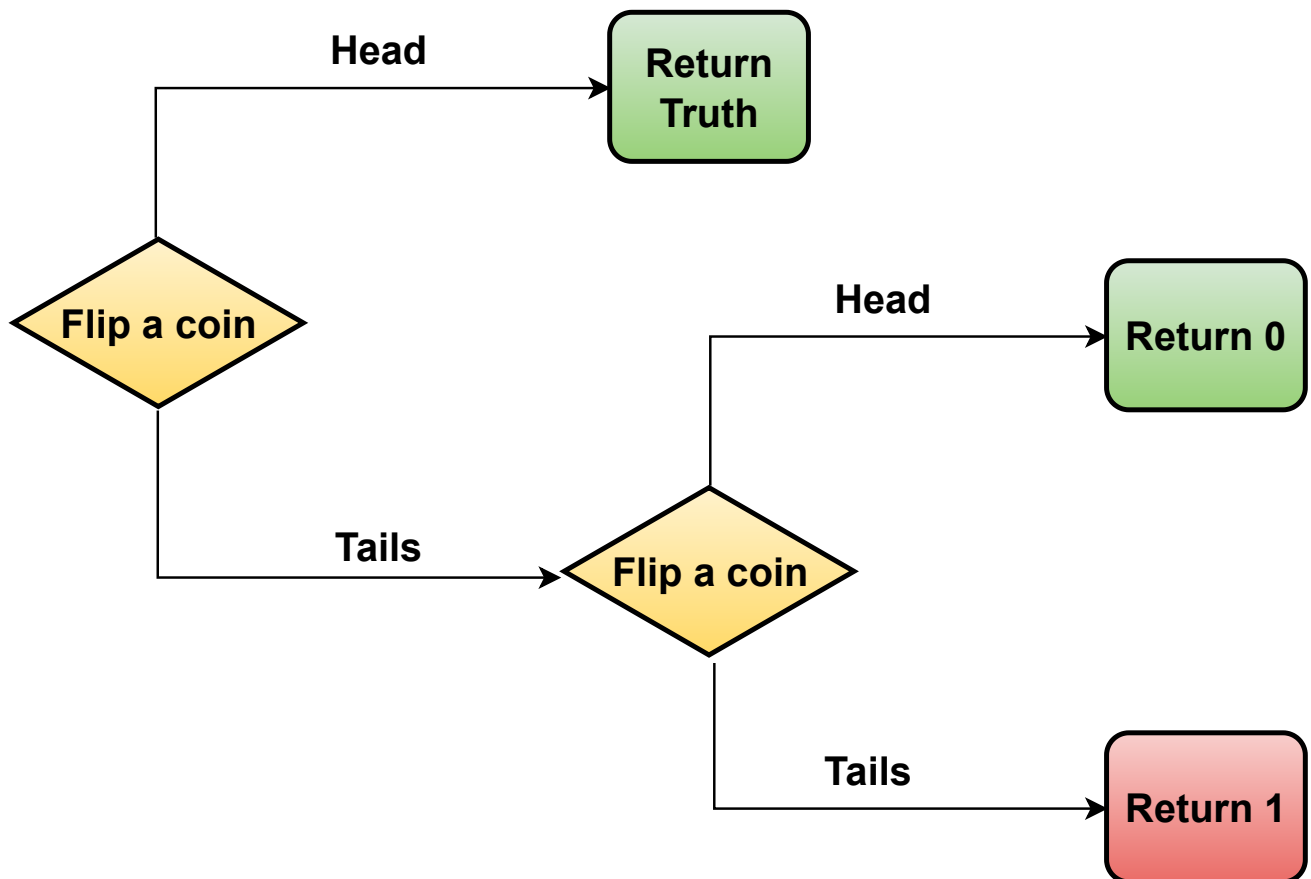 Head
Return
Truth
Flip a coin
Head
Return 0
Tails
Flip a coin
Tails
Return 1